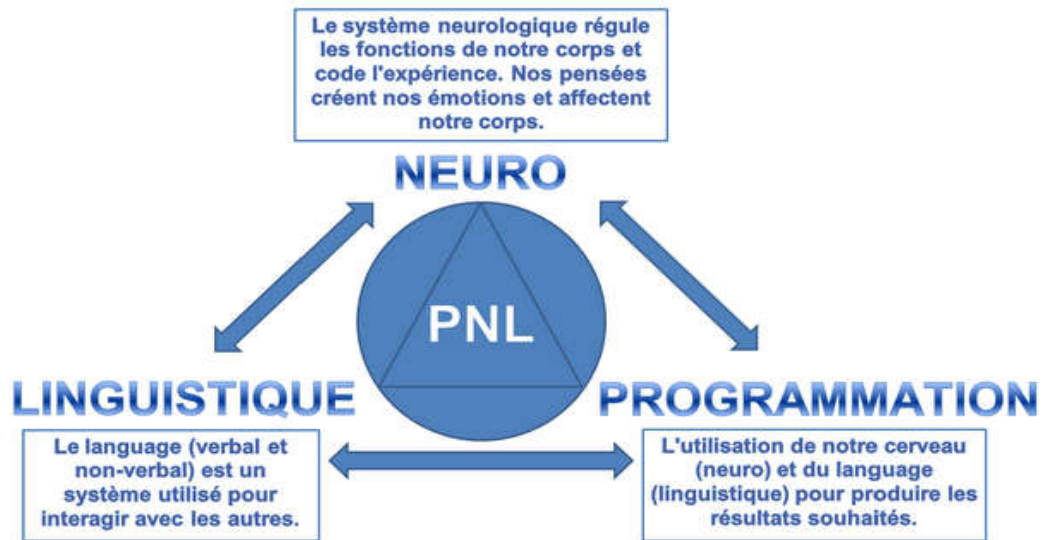 Le système neurologique régule
les fonctions de notre corps et
code l'expérience. Nos pensées
créent nos émotions et affectent
notre corps.
NEURO
PNL
LINGUISTIQUE
Le language (verbal et
non-verbal) est un
système utilisé pour
interagir avec les autres.
PROGRAMMATION
L'utilisation de notre cerveau
(neuro) et du language
(linguistique) pour produire les
résultats souhaités.